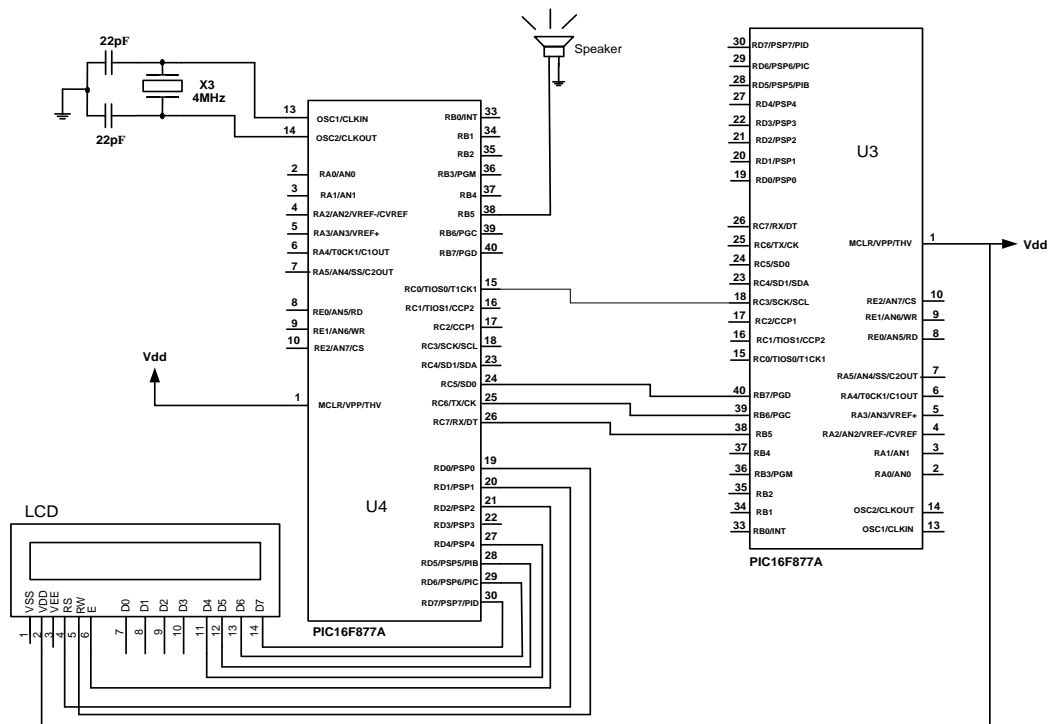 22pF
X3
4MHz
22pF
Speaker
13 OSC1/CLKIN
14 OSC2/CLKOUT
2 RA0/AN0
3 RA1/AN1
4 RA2/AN2/VREF-/CVREF
5 RA3/AN3/VREF+
6 RA4/T0CK1/C1OUT
7 RA5/AN4/SS/C2OUT
8 RE0/AN5/RD
9 RE1/AN6/WR
10 RE2/AN7/CS
Vdd
1 MCLR/VPP/THV
RB0/INT 33
RB1 34
RB2 35
RB3/PGM 36
RB4 37
RB5 38
RB6/PGC 39
RB7/PGD 40
RC0/TIOS0/T1CK1 15
RC1/TIOS1/CCP2 16
RC2/CCP1 17
RC3/SCK/SCL 18
RC4/SD1/SDA 23
RC5/SD0 24
RC6/TX/CK 25
RC7/RX/DT 26
RD0/PSP0 19
RD1/PSP1 20
RD2/PSP2 21
RD3/PSP3 22
RD4/PSP4 27
RD5/PSP5/PIB 28
RD6/PSP6/PIC 29
RD7/PSP7/PID 30
U4
PIC16F877A
30 RD7/PSP7/PID
29 RD6/PSP6/PIC
28 RD5/PSP5/PIB
27 RD4/PSP4
22 RD3/PSP3
21 RD2/PSP2
20 RD1/PSP1
19 RD0/PSP0
26 RC7/RX/DT
25 RC6/TX/CK
24 RC5/SD0
23 RC4/SD1/SDA
18 RC3/SCK/SCL
17 RC2/CCP1
16 RC1/TIOS1/CCP2
15 RC0/TIOS0/T1CK1
40 RB7/PGD
39 RB6/PGC
38 RB5
37 RB4
36 RB3/PGM
35 RB2
34 RB1
33 RB0/INT
U3
MCLR/VPP/THV 1
Vdd
RE2/AN7/CS 10
RE1/AN6/WR 9
RE0/AN5/RD 8
RA5/AN4/SS/C2OUT 7
RA4/T0CK1/C1OUT 6
RA3/AN3/VREF+ 5
RA2/AN2/VREF-/CVREF 4
RA1/AN1 3
RA0/AN0 2
OSC2/CLKOUT 14
OSC1/CLKIN 13
PIC16F877A
LCD
VSS 1
VDD 2
VEE 3
RS 4
RW 5
E 6
D0 7
D1 8
D2 9
D3 10
D4 11
D5 12
D6 13
D7 14